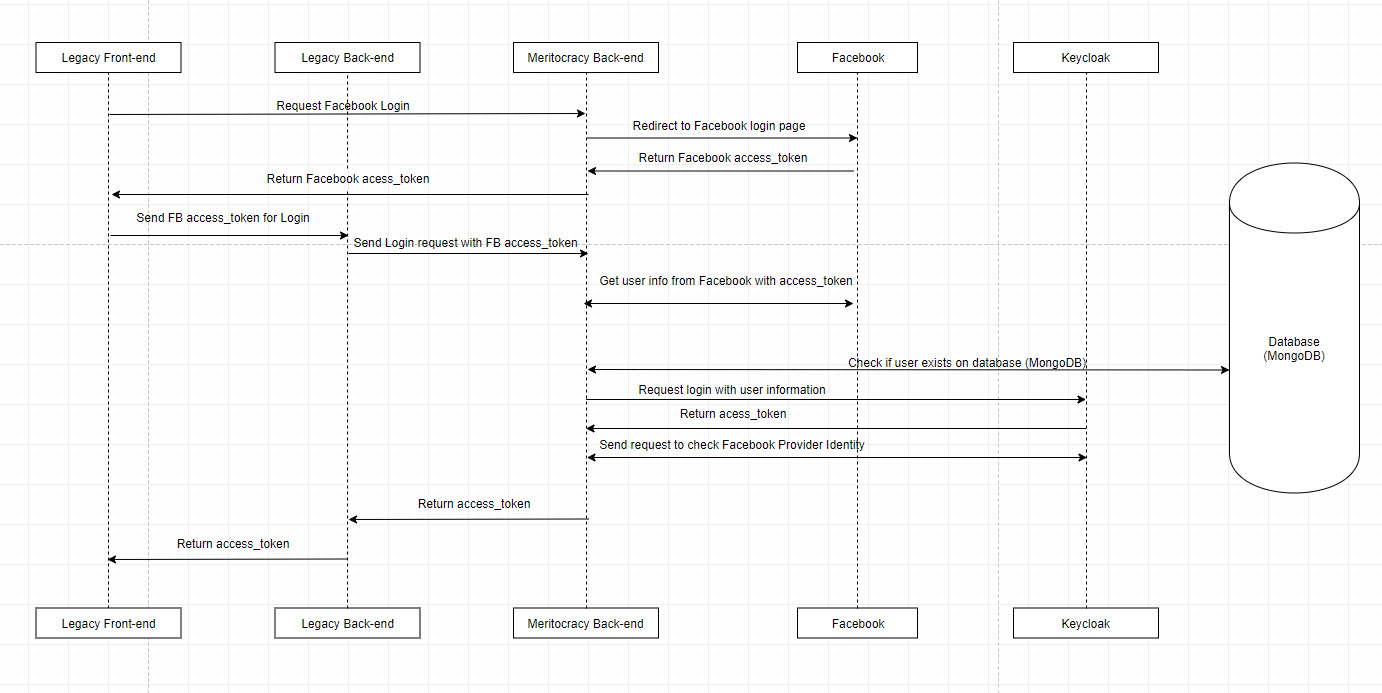 Legacy Front-end
Legacy Back-end
Meritocracy Back-end
Facebook
Keycloak
Request Facebook Login
Redirect to Facebook login page
Return Facebook access_token
Return Facebook acess_token
Send FB access_token for Login
Send Login request with FB access_token
Get user info from Facebook with access_token
Database
(MongoDB)
Check if user exists on database (MongoDB)
Request login with user information
Return acess_token
Send request to check Facebook Provider Identity
Return access_token
Return access_token
Legacy Front-end
Legacy Back-end
Meritocracy Back-end
Facebook
Keycloak